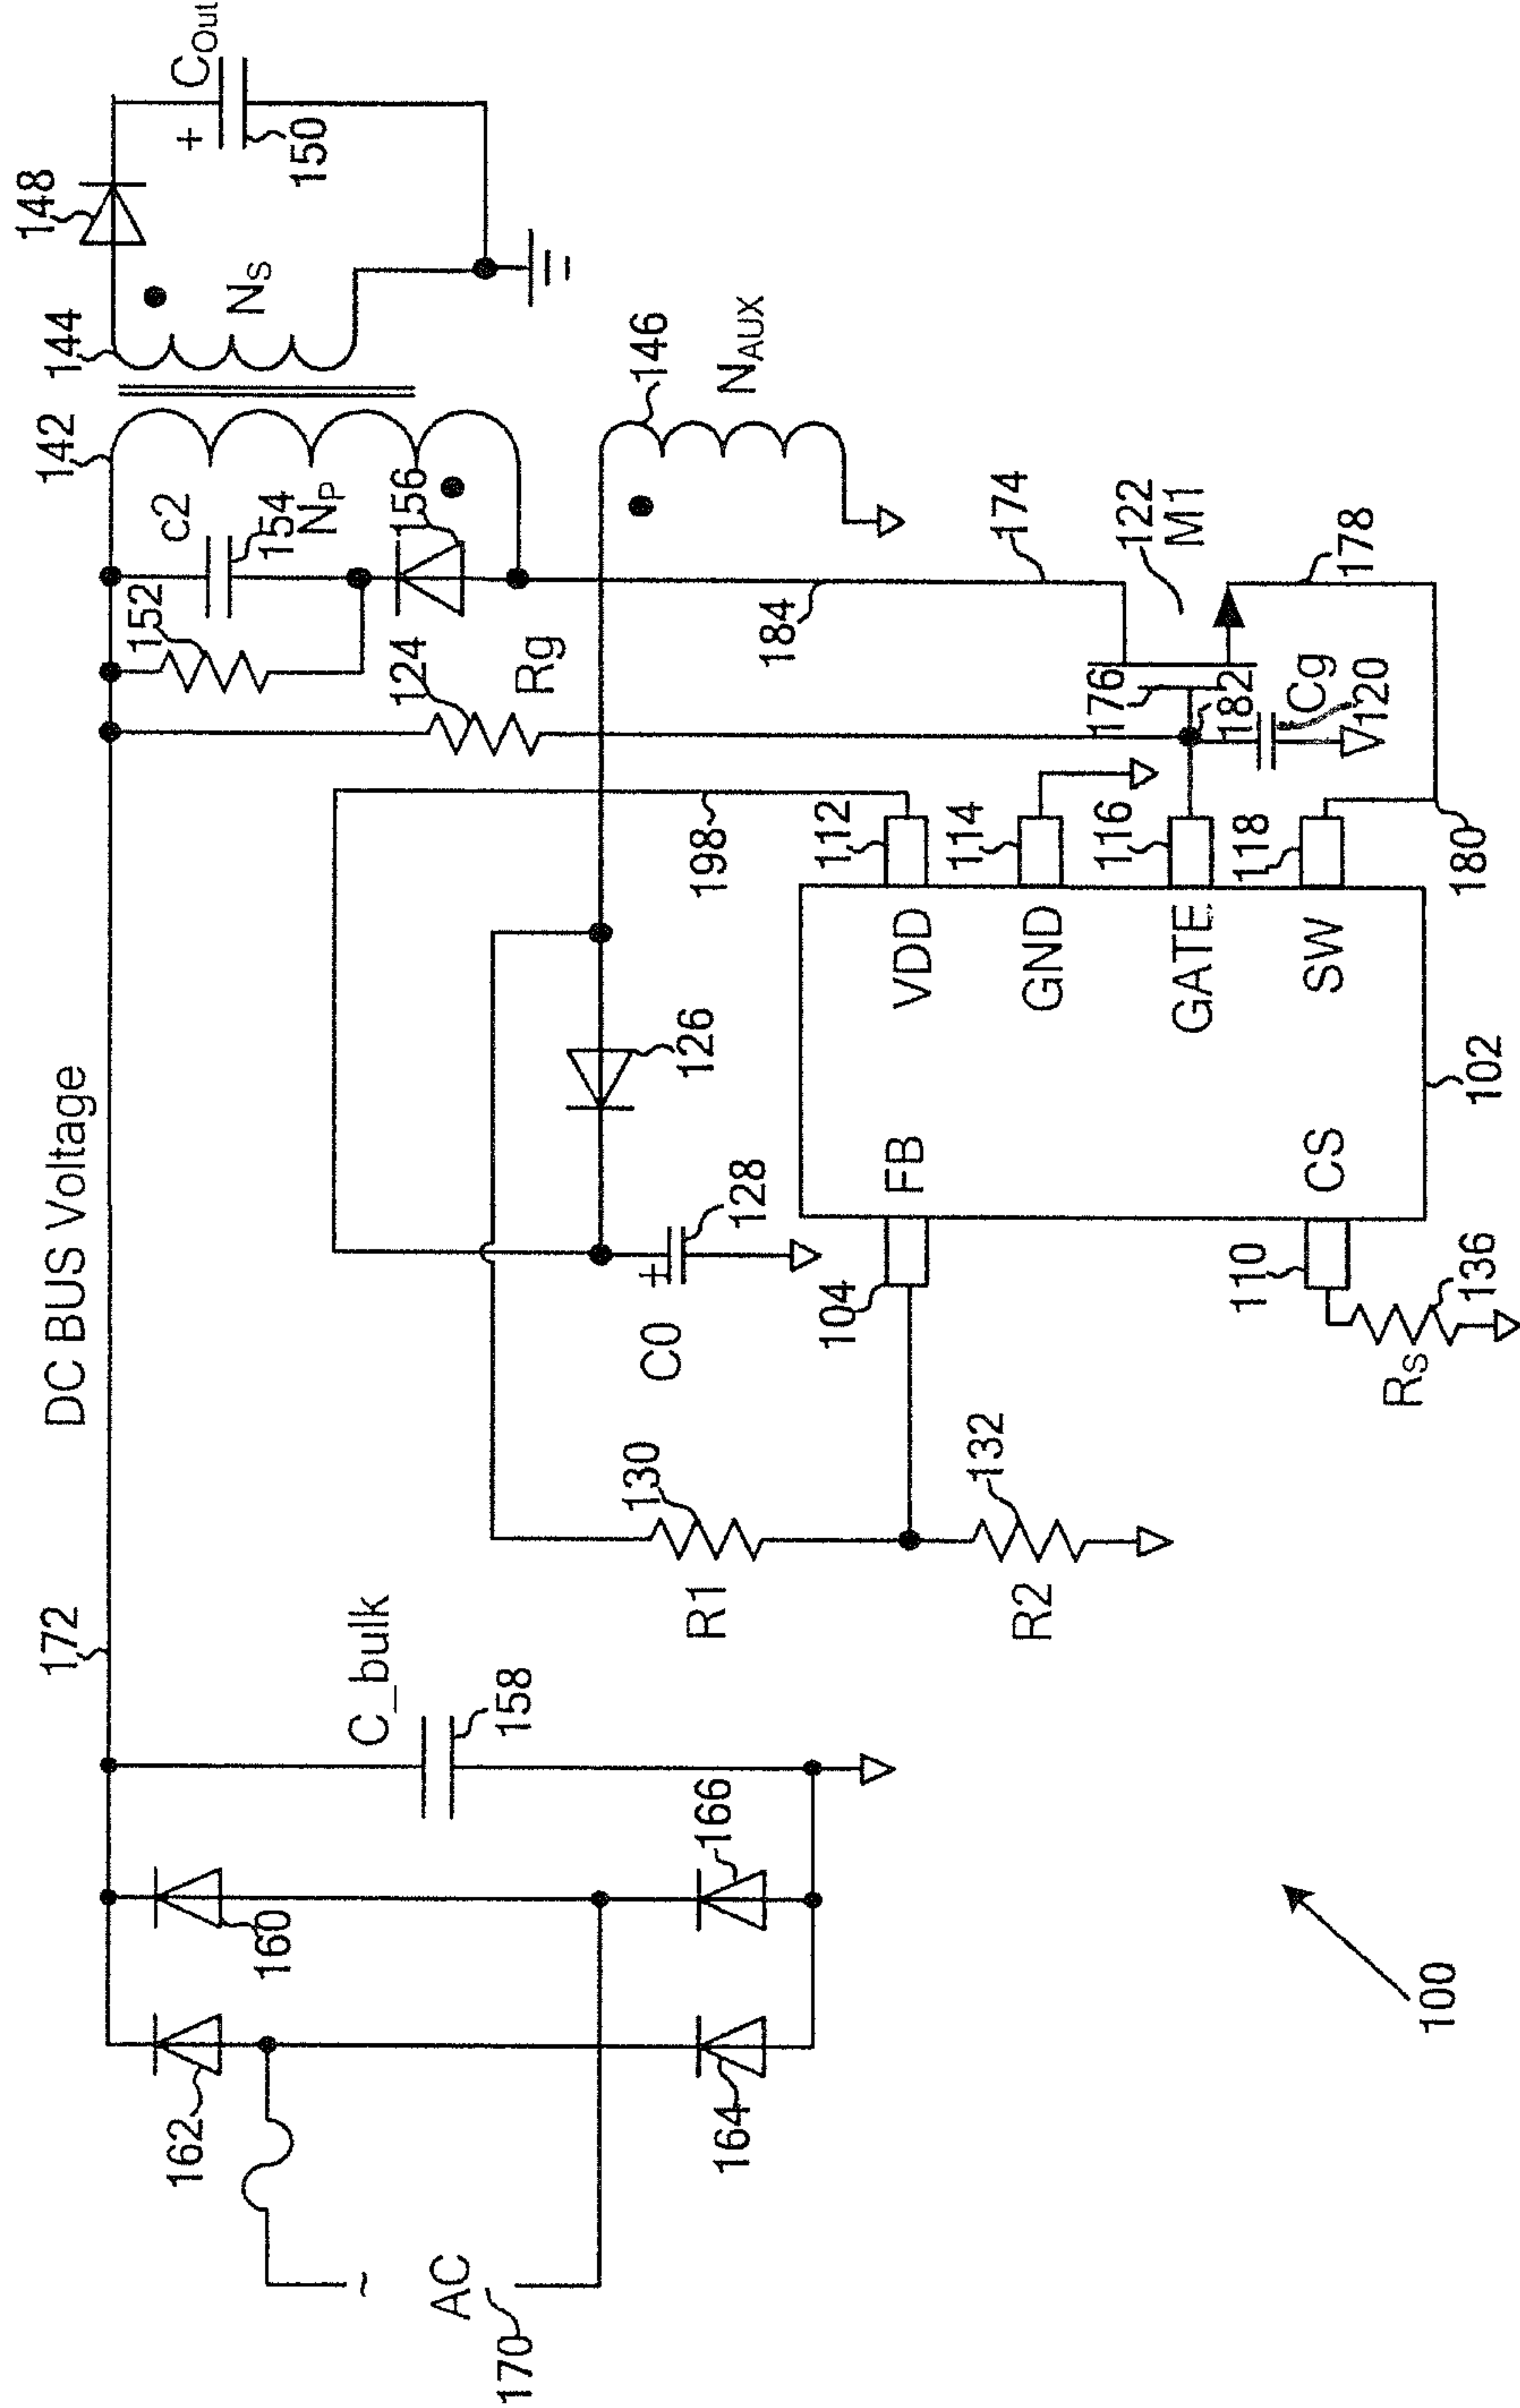 DC BUS Voltage
172
162
160
164
166
170
AC
~
C_bulk
158
100
130
R1
132
R2
C0
+
128
126
104
FB
110
CS
136
RS
102
VDD
GND
GATE
SW
112
114
116
118
198
180
152
c2
154
NP
156
124
Rg
142
144
NS
148
COut
+
150
146
NAUX
184
174
122
M1
176
182
Cg
120
178